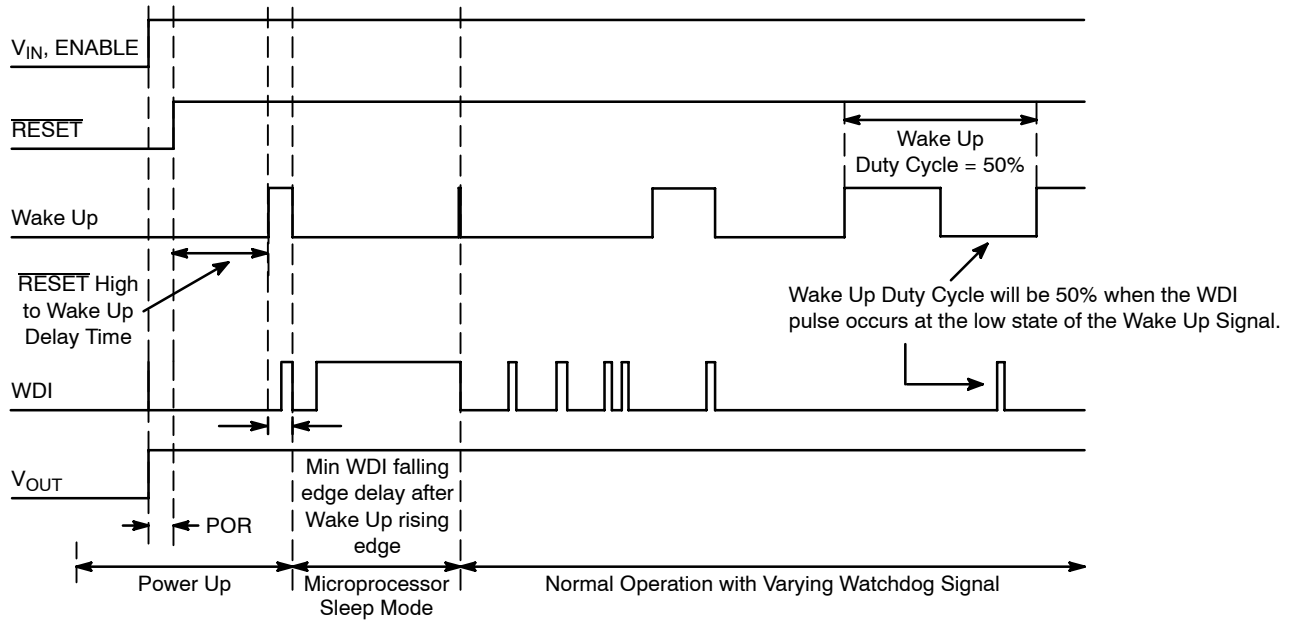 VIN, ENABLE
RESET
Wake Up
Duty Cycle = 50%
Wake Up
RESET High
to Wake Up
Delay Time
Wake Up Duty Cycle will be 50% when the WDI
pulse occurs at the low state of the Wake Up Signal.
WDI
VOUT
Min WDI falling
edge delay after
Wake Up rising
edge
POR
Power Up
Microprocessor
Sleep Mode
Normal Operation with Varying Watchdog Signal